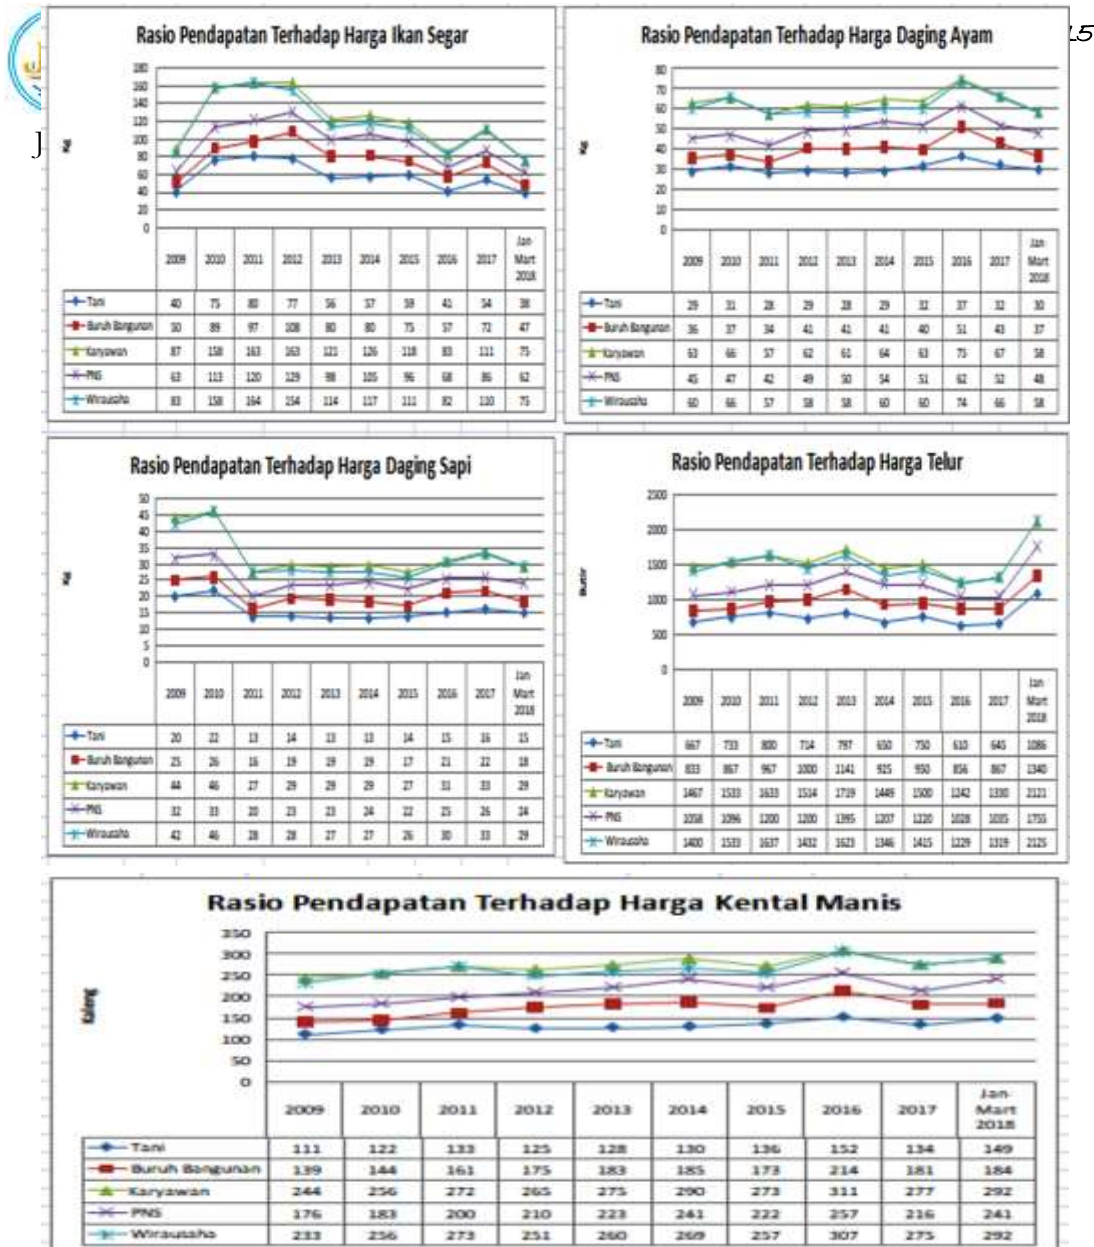 15
J
Rasio Pendapatan Terhadap Harga Ikan Segar
Kg
180
160
140
120
100
80
60
40
20
0
2009 2010 2011 2012 2013 2014 2015 2016 2017 Jan Mart 2018
Tani 40 75 80 77 56 57 59 41 54 38
Buruh Bangunan 50 89 97 108 80 80 75 57 72 47
Karyawan 87 158 163 163 121 126 118 83 111 75
PNS 63 113 120 129 98 105 96 68 86 62
Wirausaha 83 158 164 154 114 117 111 82 110 75
Rasio Pendapatan Terhadap Harga Daging Ayam
Kg
80
70
60
50
40
30
20
10
0
2009 2010 2011 2012 2013 2014 2015 2016 2017 Jan Mart 2018
Tani 29 31 28 29 28 29 32 37 32 30
Buruh Bangunan 36 37 34 41 41 41 40 51 43 37
Karyawan 63 66 57 62 61 64 63 75 67 58
PNS 45 47 42 49 50 54 51 62 52 48
Wirausaha 60 66 57 58 58 60 60 74 66 58
Rasio Pendapatan Terhadap Harga Daging Sapi
Kg
50
45
40
35
30
25
20
15
10
5
0
2009 2010 2011 2012 2013 2014 2015 2016 2017 Jan Mart 2018
Tani 20 22 13 14 13 13 14 15 16 15
Buruh Bangunan 25 26 16 19 19 19 17 21 22 18
Karyawan 44 46 27 29 29 29 27 31 33 29
PNS 32 33 20 23 23 24 22 25 26 24
Wirausaha 42 46 28 28 27 27 26 30 33 29
Rasio Pendapatan Terhadap Harga Telur
Butir
2500
2000
1500
1000
500
0
2009 2010 2011 2012 2013 2014 2015 2016 2017 Jan Mart 2018
Tani 667 733 800 714 797 650 750 610 645 1086
Buruh Bangunan 833 867 967 1000 1141 925 950 856 867 1340
Karyawan 1467 1533 1633 1514 1719 1449 1500 1242 1330 2121
PNS 1058 1096 1200 1200 1395 1207 1220 1028 1035 1755
Wirausaha 1400 1533 1637 1432 1623 1346 1415 1229 1319 2125
Rasio Pendapatan Terhadap Harga Kental Manis
Kaleng
350
300
250
200
150
100
50
0
2009 2010 2011 2012 2013 2014 2015 2016 2017 Jan- Mart 2018
Tani 111 122 133 125 128 130 136 152 134 149
Buruh Bangunan 139 144 161 175 183 185 173 214 181 184
Karyawan 244 256 272 265 275 290 273 311 277 292
PNS 176 183 200 210 223 241 222 257 216 241
Wirausaha 233 256 273 251 260 269 257 307 275 292